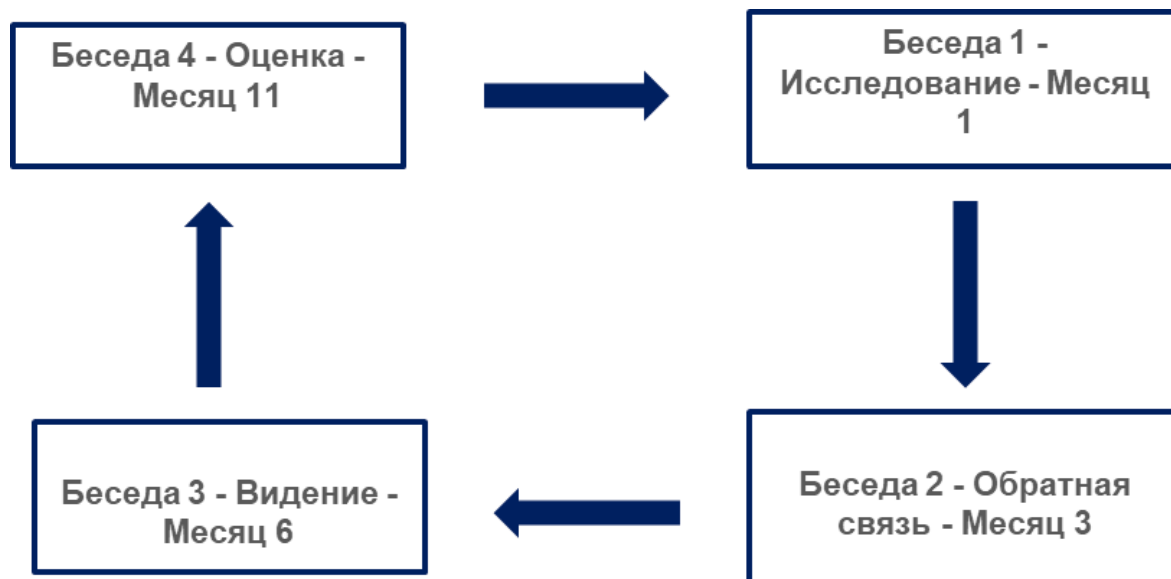 Беседа 4 - Оценка -
Месяц 11
Беседа 1 -
Исследование - Месяц
1
Беседа 3 - Видение -
Месяц 6
Беседа 2 - Обратная
связь - Месяц 3